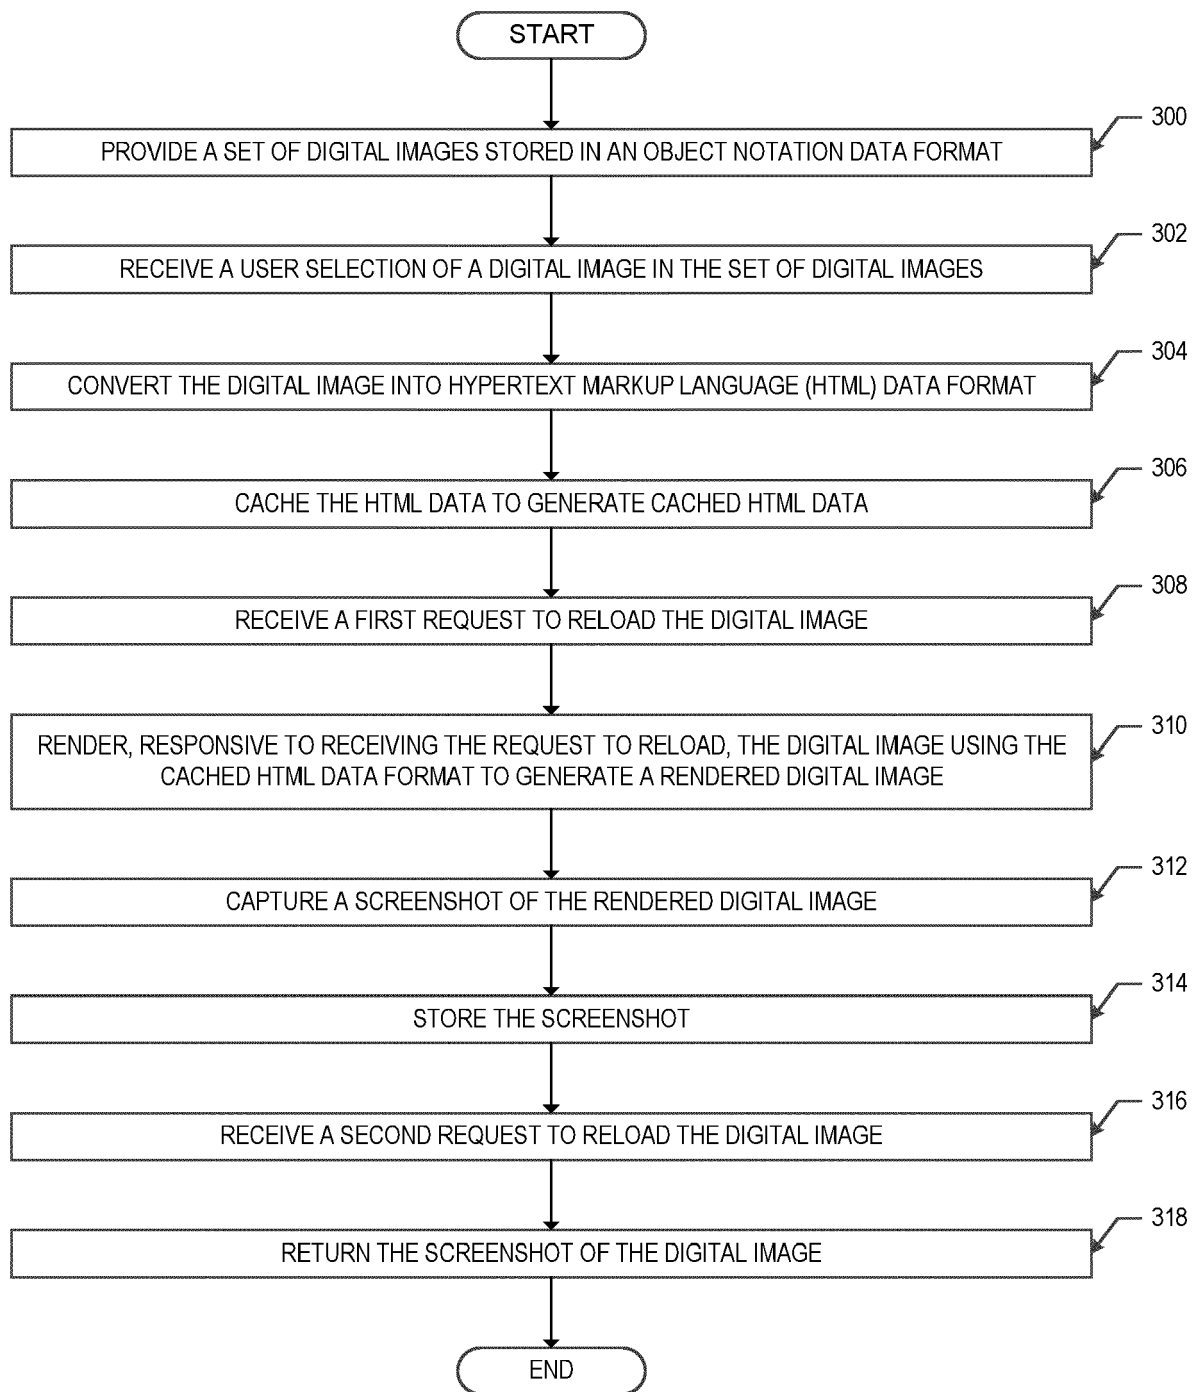 START
300
PROVIDE A SET OF DIGITAL IMAGES STORED IN AN OBJECT NOTATION DATA FORMAT
302
RECEIVE A USER SELECTION OF A DIGITAL IMAGE IN THE SET OF DIGITAL IMAGES
304
CONVERT THE DIGITAL IMAGE INTO HYPERTEXT MARKUP LANGUAGE (HTML) DATA FORMAT
306
CACHE THE HTML DATA TO GENERATE CACHED HTML DATA
308
RECEIVE A FIRST REQUEST TO RELOAD THE DIGITAL IMAGE
310
RENDER, RESPONSIVE TO RECEIVING THE REQUEST TO RELOAD, THE DIGITAL IMAGE USING THE
CACHED HTML DATA FORMAT TO GENERATE A RENDERED DIGITAL IMAGE
312
CAPTURE A SCREENSHOT OF THE RENDERED DIGITAL IMAGE
314
STORE THE SCREENSHOT
316
RECEIVE A SECOND REQUEST TO RELOAD THE DIGITAL IMAGE
318
RETURN THE SCREENSHOT OF THE DIGITAL IMAGE
END